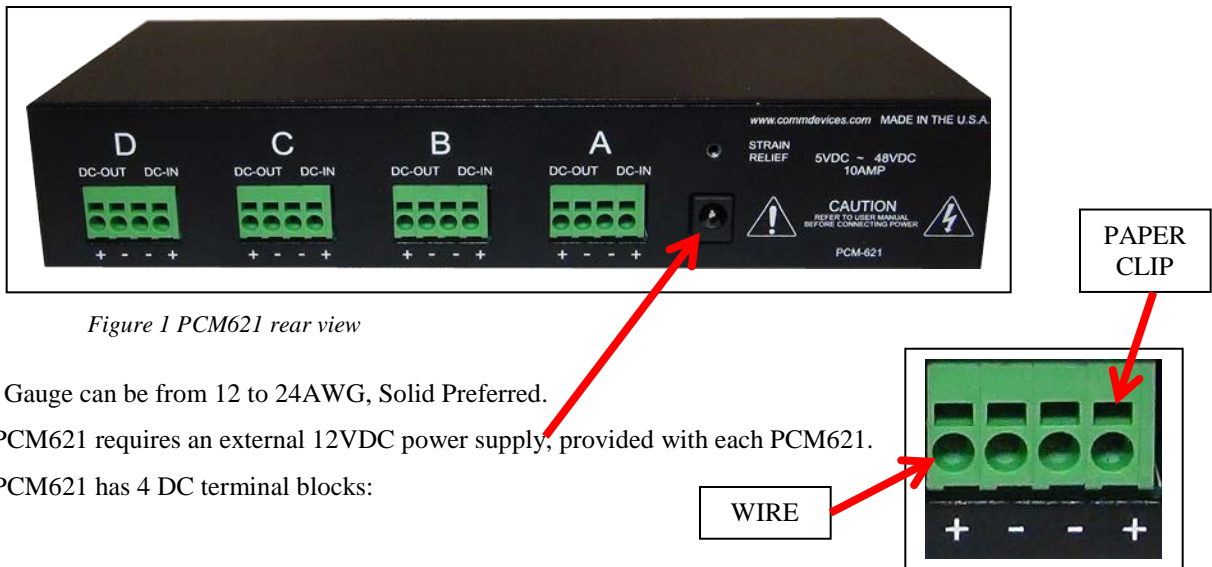 www.commdevices.com MADE IN THE U.S.A.
D
C
B
A
DC-OUT DC-IN
DC-OUT DC-IN
DC-OUT DC-IN
DC-OUT DC-IN
STRAIN
RELIEF
5VDC ~ 48VDC
10AMP
CAUTION
REFER TO USER MANUAL
BEFORE CONNECTING POWER
+ - - +
+ - - +
+ - - +
+ - - +
PCM-621
PAPER
CLIP
Figure 1 PCM621 rear view
Gauge can be from 12 to 24AWG, Solid Preferred.
PCM621 requires an external 12VDC power supply, provided with each PCM621.
PCM621 has 4 DC terminal blocks:
WIRE
+ - - +